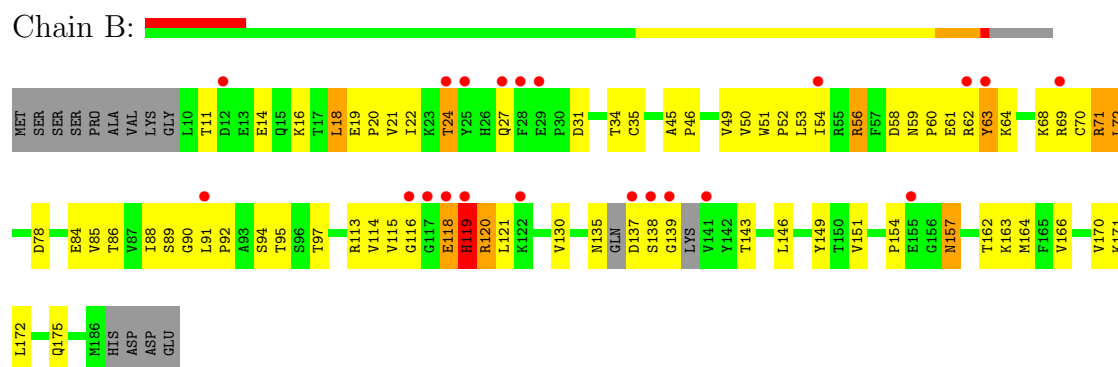 Chain B:
MET SER SER SER PRO ALA VAL LYS GLY L10 T11 D12 E13 E14 Q15 K16 T17 L18 E19 P20 V21 I22 K23 T24 Y25 H26 Q27 F28 E29 P30 D31 T34 C35 A45 P46 V49 V50 W51 P52 L53 I54 R55 R56 F57 D58 N59 P60 E61 R62 Y63 K64 K68 R69 C70 R71 L72
D78 E84 V85 T86 V87 I88 S89 G90 L91 P92 A93 S94 T95 S96 T97 R113 V114 V115 G116 G117 E118 H119 R120 L121 K122 V130 N135 GLN D137 S138 G139 LYS V141 Y142 T143 L146 Y149 T150 V151 P154 E155 G156 N157 T162 K163 M164 F165 V166 V170 K171
L172 Q175 M186 HIS ASP ASP GLU